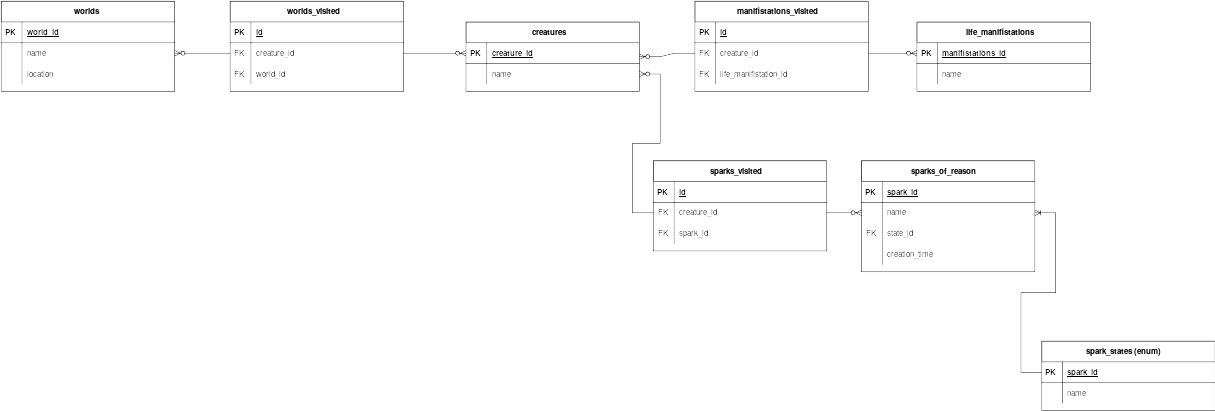 worlds
PK world_id
name
location
worlds_visited
PK id
FK creature_id
FK world_id
creatures
PK creature_id
name
manifistations_visited
PK id
FK creature_id
FK life_manifistation_id
life_manifistations
PK manifistations_id
name
sparks_visited
PK id
FK creature_id
FK spark_id
sparks_of_reason
PK spark_id
name
FK state_id
creation_time
spark_states (enum)
PK spark_id
name